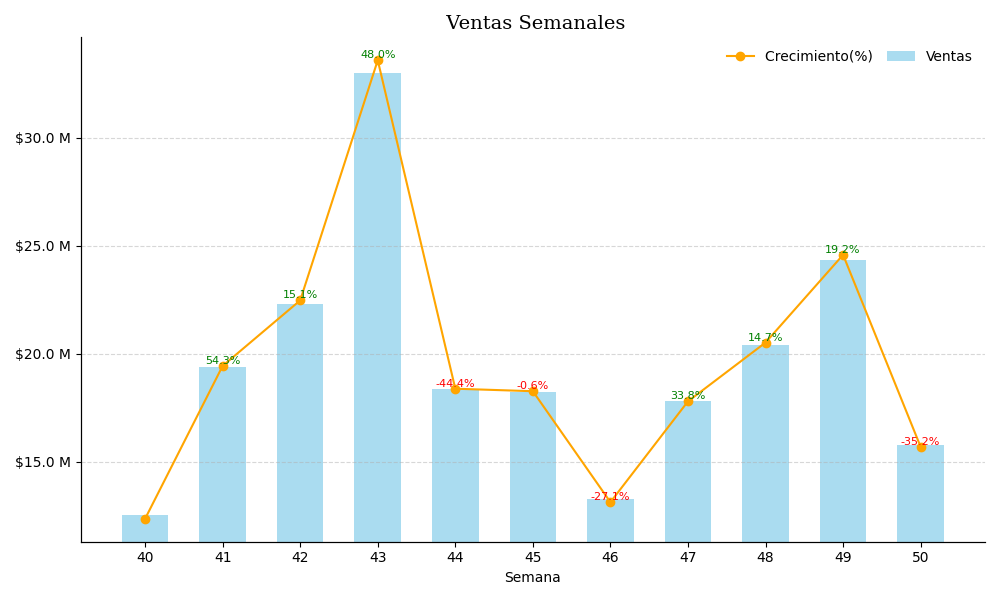 Ventas Semanales
Crecimiento(%)
Ventas
$30.0 M
$25.0 M
$20.0 M
$15.0 M
54.3%
15.1%
48.0%
-44.4%
-0.6%
-27.1%
33.8%
14.7%
19.2%
-35.2%
40 41 42 43 44 45 46 47 48 49 50
Semana